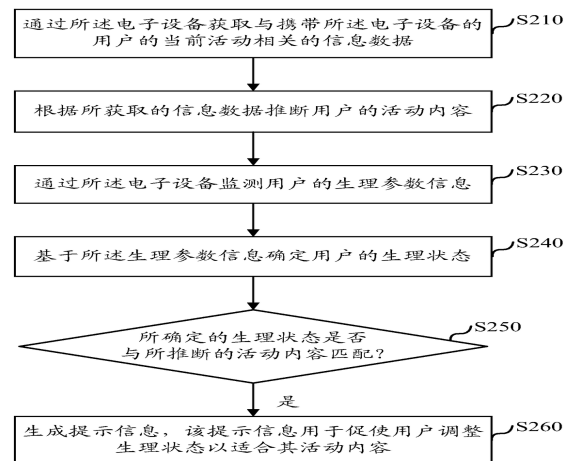 通过所述电子设备获取与携带所述电子设备的
用户的当前活动相关的信息数据
S210
根据所获取的信息数据推断用户的活动内容
S220
通过所述电子设备监测用户的生理参数信息
S230
基于所述生理参数信息确定用户的生理状态
S240
所确定的生理状态是否
与所推断的活动内容匹配?
S250
是
生成提示信息，该提示信息用于促使用户调整
生理状态以适合其活动内容
S260